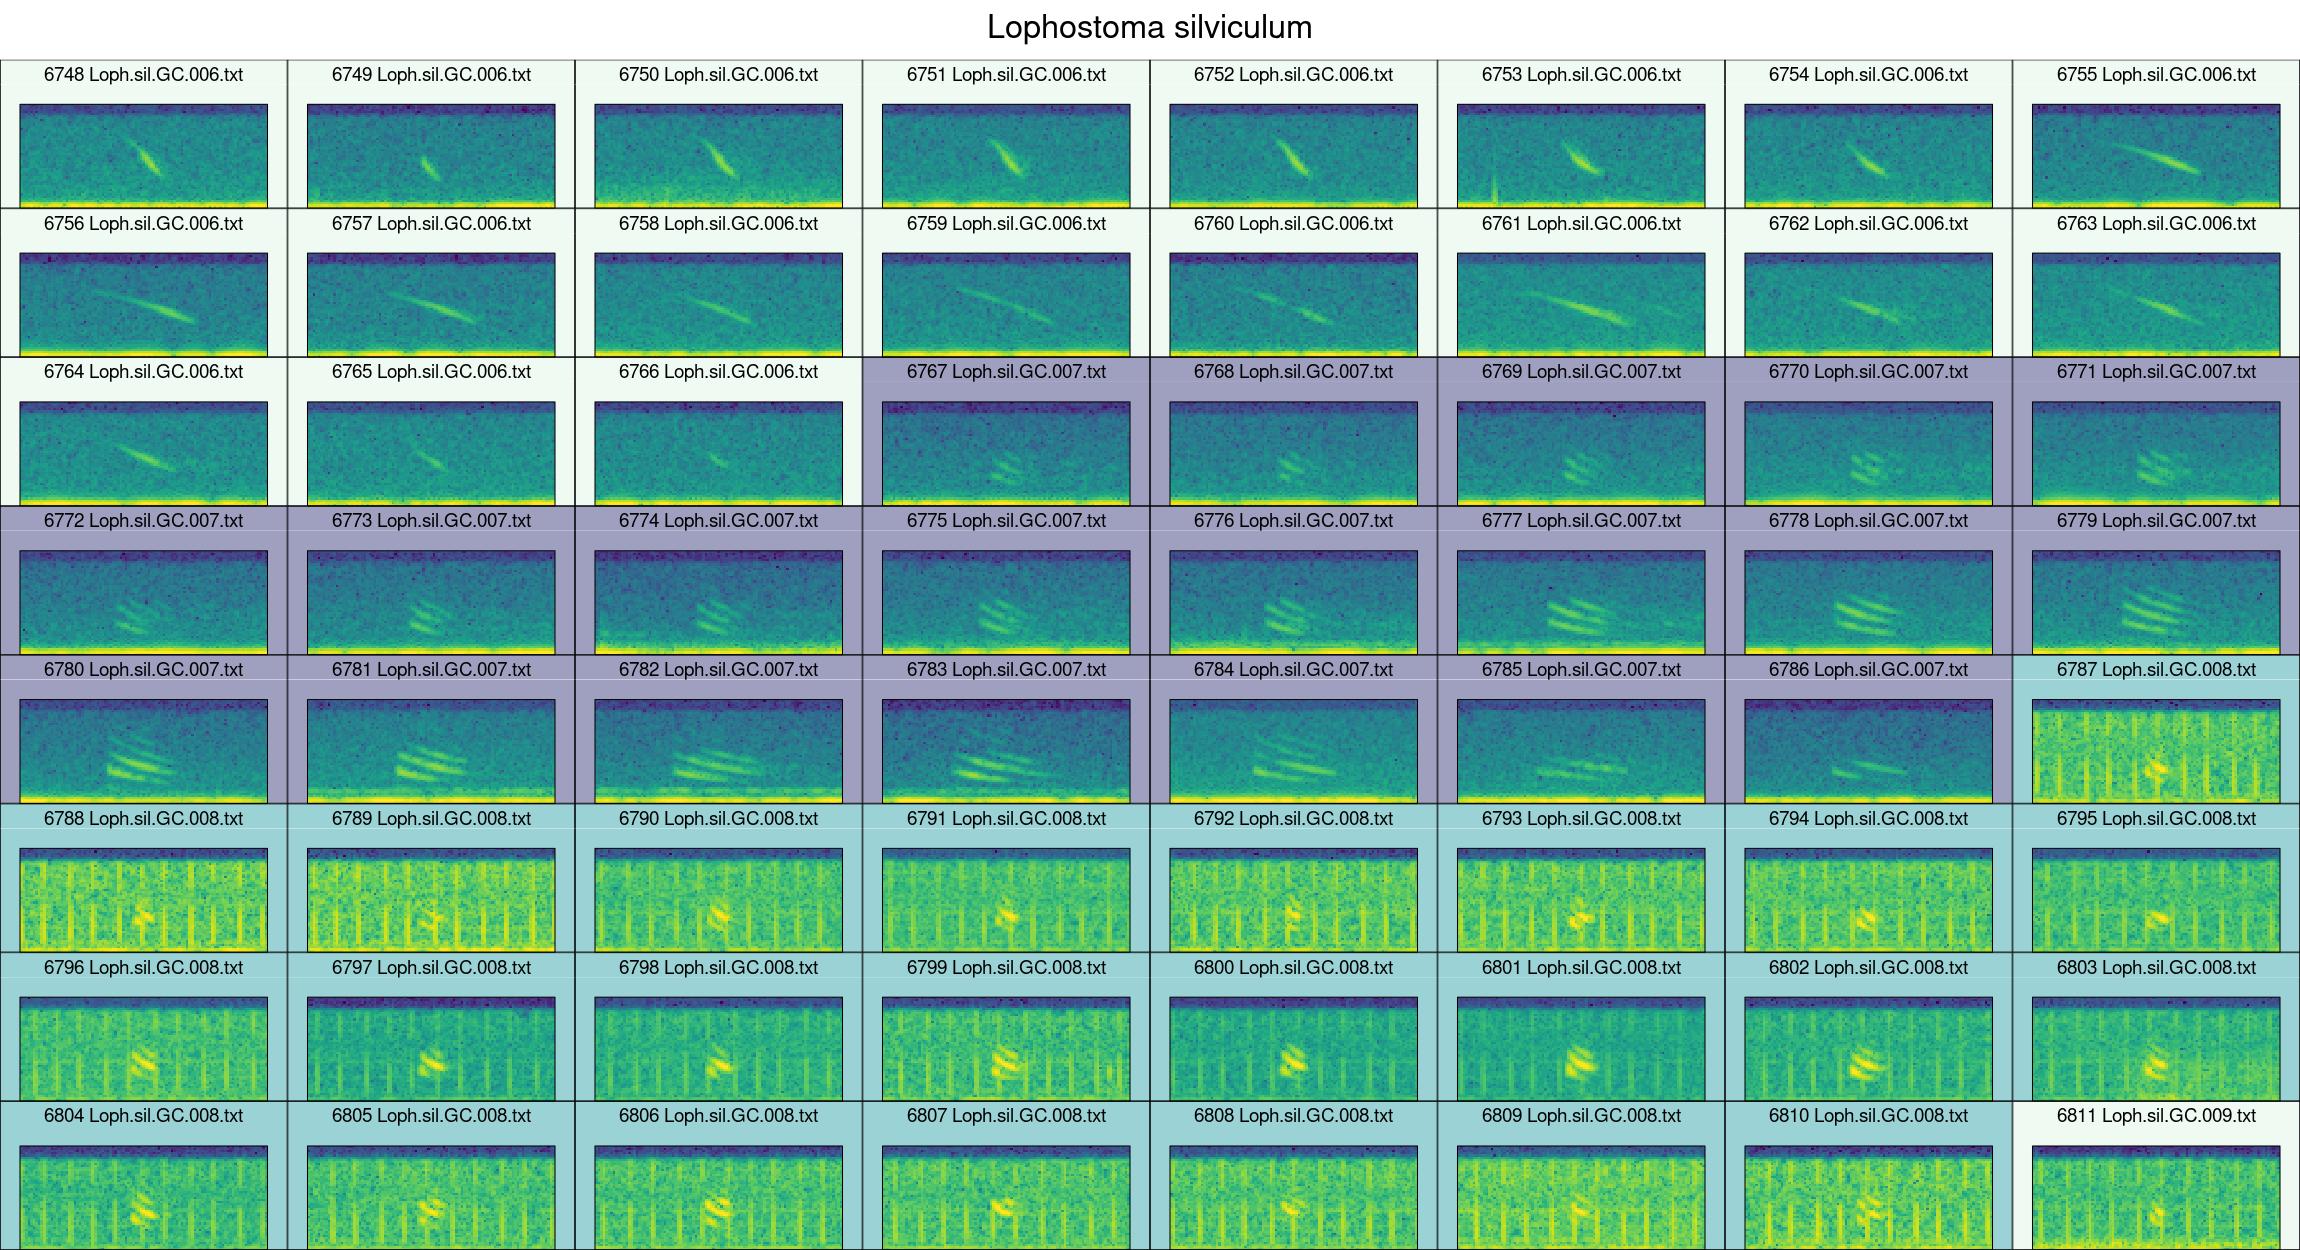 Lophostoma silviculum
6748 Loph.sil.GC.006.txt 6749 Loph.sil.GC.006.txt 6750 Loph.sil.GC.006.txt 6751 Loph.sil.GC.006.txt 6752 Loph.sil.GC.006.txt 6753 Loph.sil.GC.006.txt 6754 Loph.sil.GC.006.txt 6755 Loph.sil.GC.006.txt
6756 Loph.sil.GC.006.txt 6757 Loph.sil.GC.006.txt 6758 Loph.sil.GC.006.txt 6759 Loph.sil.GC.006.txt 6760 Loph.sil.GC.006.txt 6761 Loph.sil.GC.006.txt 6762 Loph.sil.GC.006.txt 6763 Loph.sil.GC.006.txt
6764 Loph.sil.GC.006.txt 6765 Loph.sil.GC.006.txt 6766 Loph.sil.GC.006.txt 6767 Loph.sil.GC.007.txt 6768 Loph.sil.GC.007.txt 6769 Loph.sil.GC.007.txt 6770 Loph.sil.GC.007.txt 6771 Loph.sil.GC.007.txt
6772 Loph.sil.GC.007.txt 6773 Loph.sil.GC.007.txt 6774 Loph.sil.GC.007.txt 6775 Loph.sil.GC.007.txt 6776 Loph.sil.GC.007.txt 6777 Loph.sil.GC.007.txt 6778 Loph.sil.GC.007.txt 6779 Loph.sil.GC.007.txt
6780 Loph.sil.GC.007.txt 6781 Loph.sil.GC.007.txt 6782 Loph.sil.GC.007.txt 6783 Loph.sil.GC.007.txt 6784 Loph.sil.GC.007.txt 6785 Loph.sil.GC.007.txt 6786 Loph.sil.GC.007.txt 6787 Loph.sil.GC.008.txt
6788 Loph.sil.GC.008.txt 6789 Loph.sil.GC.008.txt 6790 Loph.sil.GC.008.txt 6791 Loph.sil.GC.008.txt 6792 Loph.sil.GC.008.txt 6793 Loph.sil.GC.008.txt 6794 Loph.sil.GC.008.txt 6795 Loph.sil.GC.008.txt
6796 Loph.sil.GC.008.txt 6797 Loph.sil.GC.008.txt 6798 Loph.sil.GC.008.txt 6799 Loph.sil.GC.008.txt 6800 Loph.sil.GC.008.txt 6801 Loph.sil.GC.008.txt 6802 Loph.sil.GC.008.txt 6803 Loph.sil.GC.008.txt
6804 Loph.sil.GC.008.txt 6805 Loph.sil.GC.008.txt 6806 Loph.sil.GC.008.txt 6807 Loph.sil.GC.008.txt 6808 Loph.sil.GC.008.txt 6809 Loph.sil.GC.008.txt 6810 Loph.sil.GC.008.txt 6811 Loph.sil.GC.009.txt